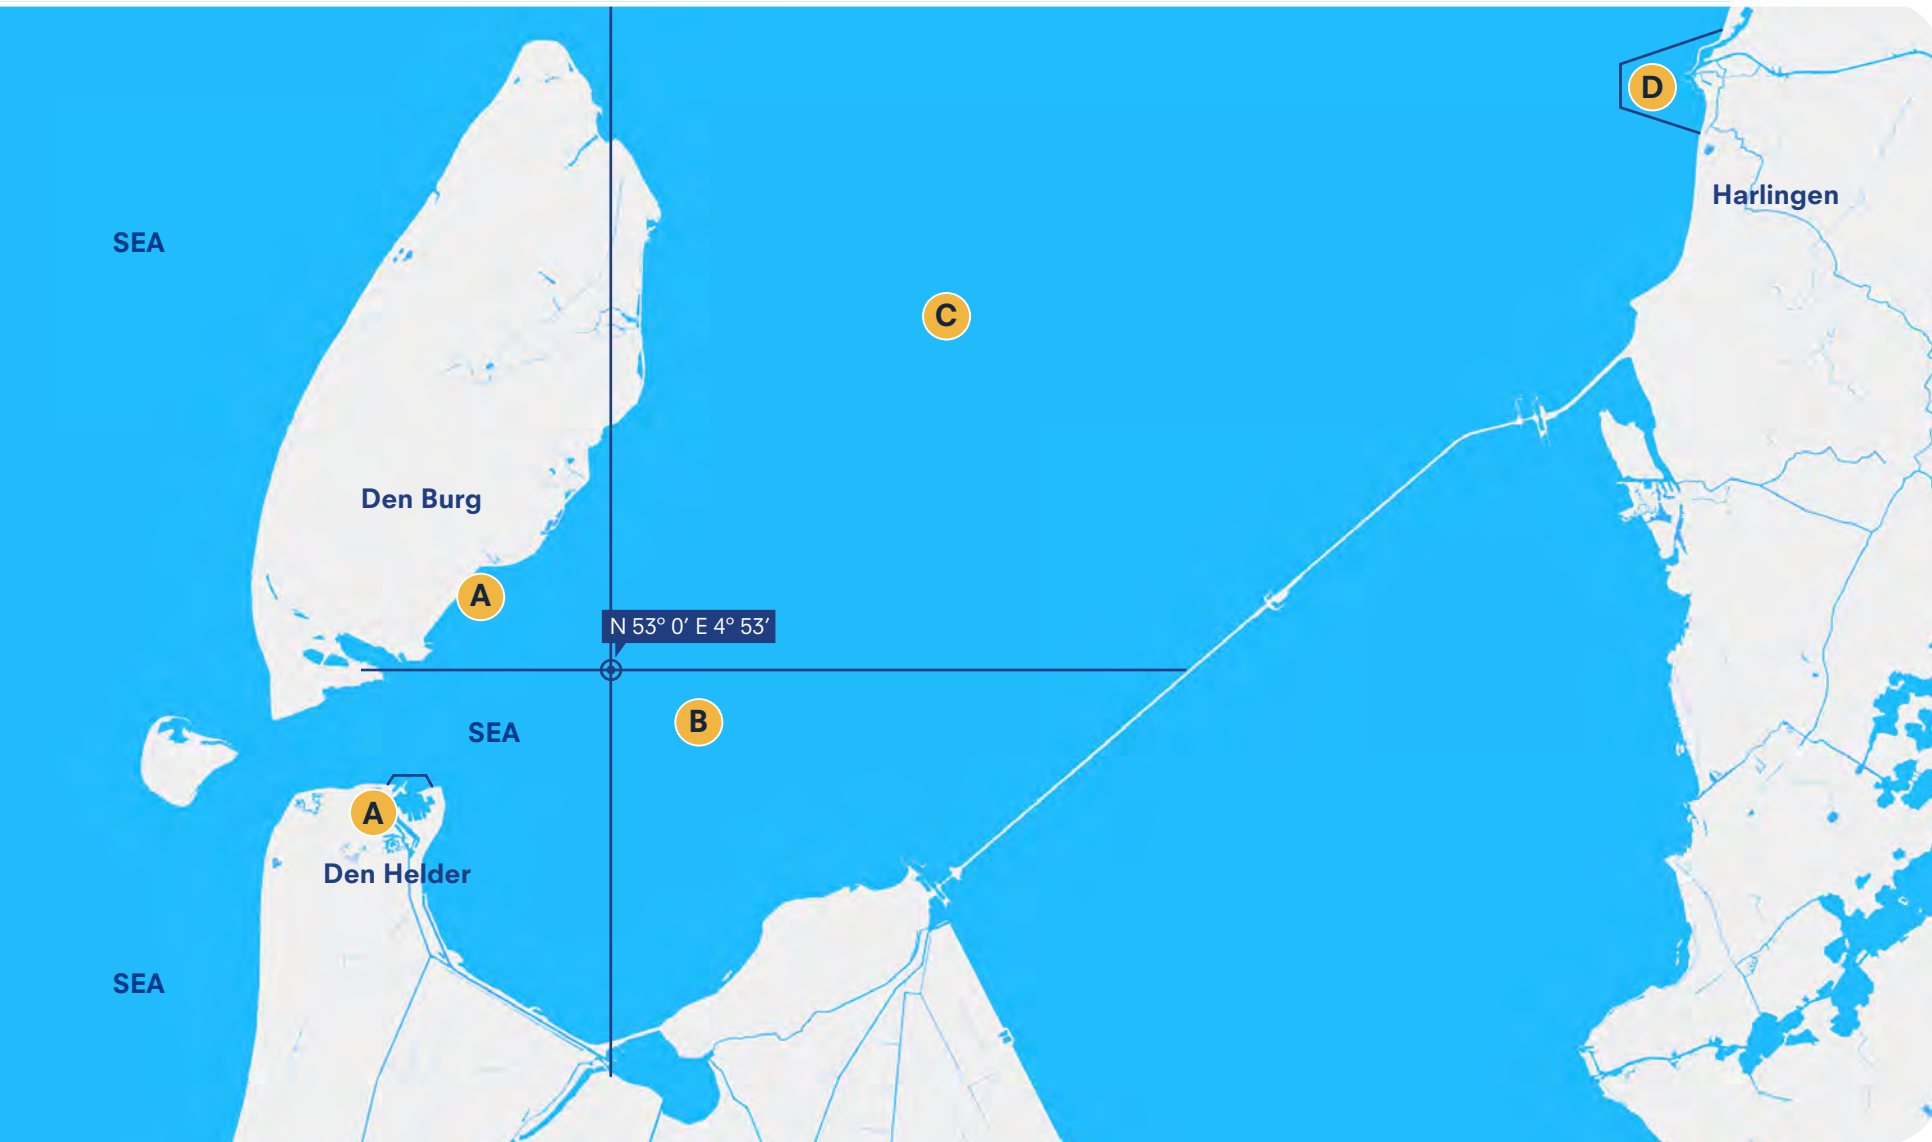 D
Harlingen
SEA
C
Den Burg
A
N 53° 0′ E 4° 53′
B
SEA
A
Den Helder
SEA